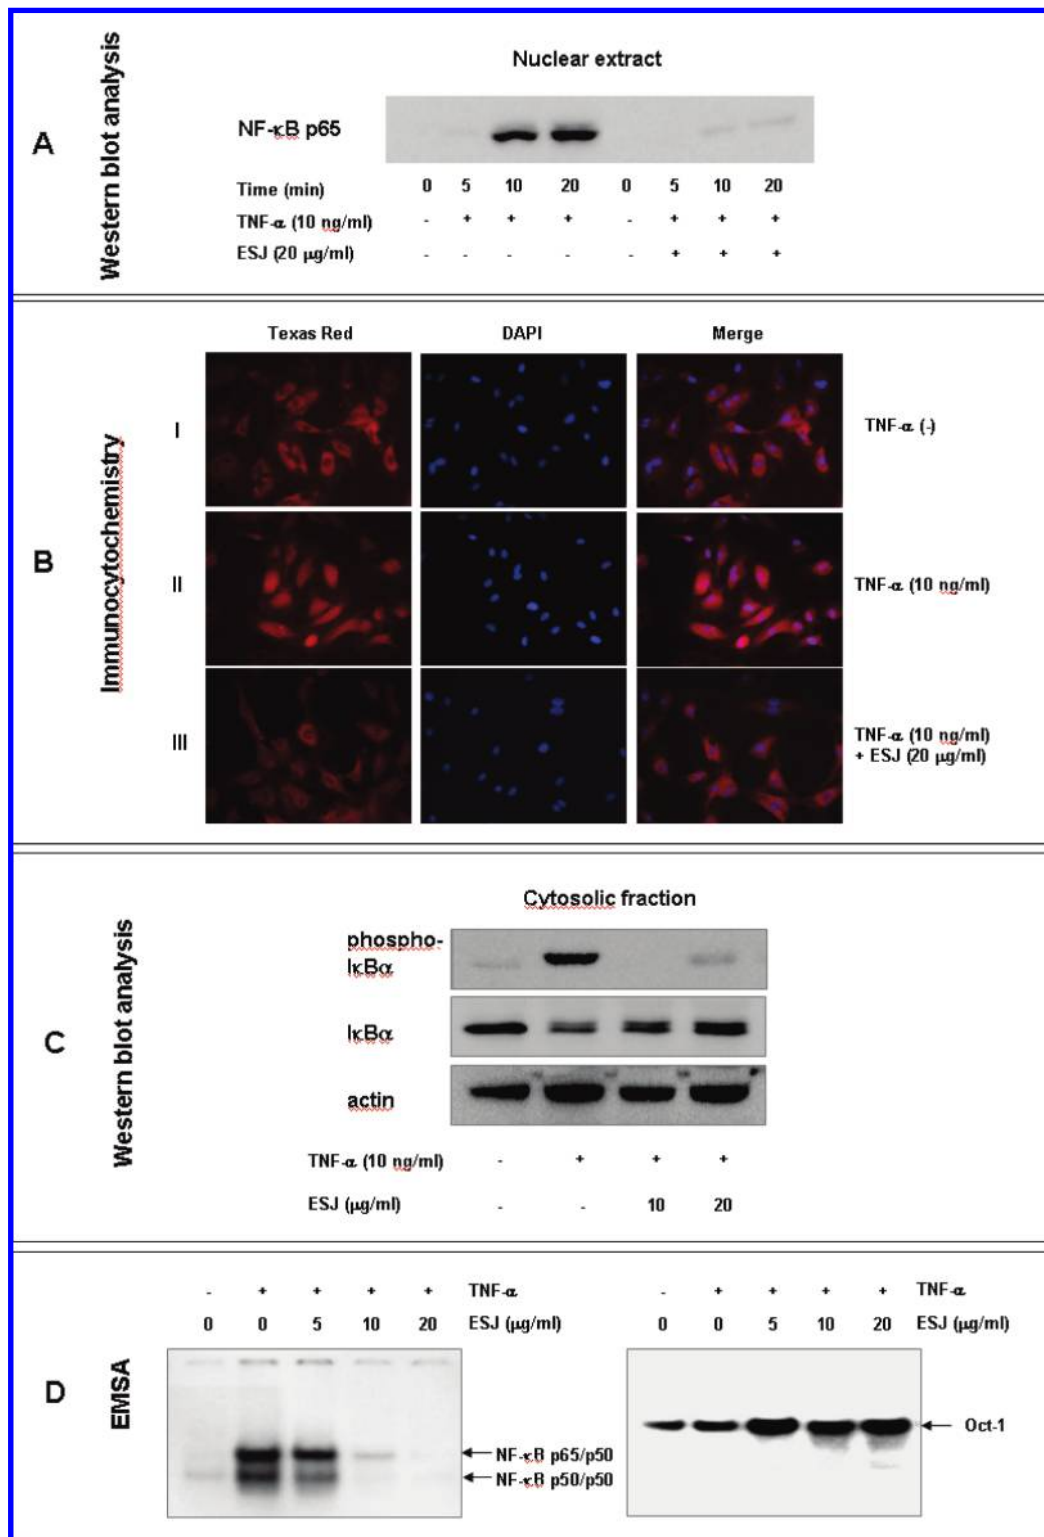 A
Western blot analysis
Nuclear extract
NF-κB p65
Time (min) 0 5 10 20 0 5 10 20
TNF-α (10 ng/ml) - + + + - + + +
ESJ (20 μg/ml) - - - - - + + +
B
Immunocytochemistry
Texas Red DAPI Merge
I TNF-α (-)
II TNF-α (10 ng/ml)
III TNF-α (10 ng/ml)
+ ESJ (20 μg/ml)
C
Western blot analysis
Cytosolic fraction
phospho-
IκBα
IκBα
actin
TNF-α (10 ng/ml) - + + +
ESJ (μg/ml) - - 10 20
D
EMSA
- + + + + TNF-α
0 0 5 10 20 ESJ (μg/ml)
NF-κB p65/p50
NF-κB p50/p50
- + + + + TNF-α
0 0 5 10 20 ESJ (μg/ml)
Oct-1